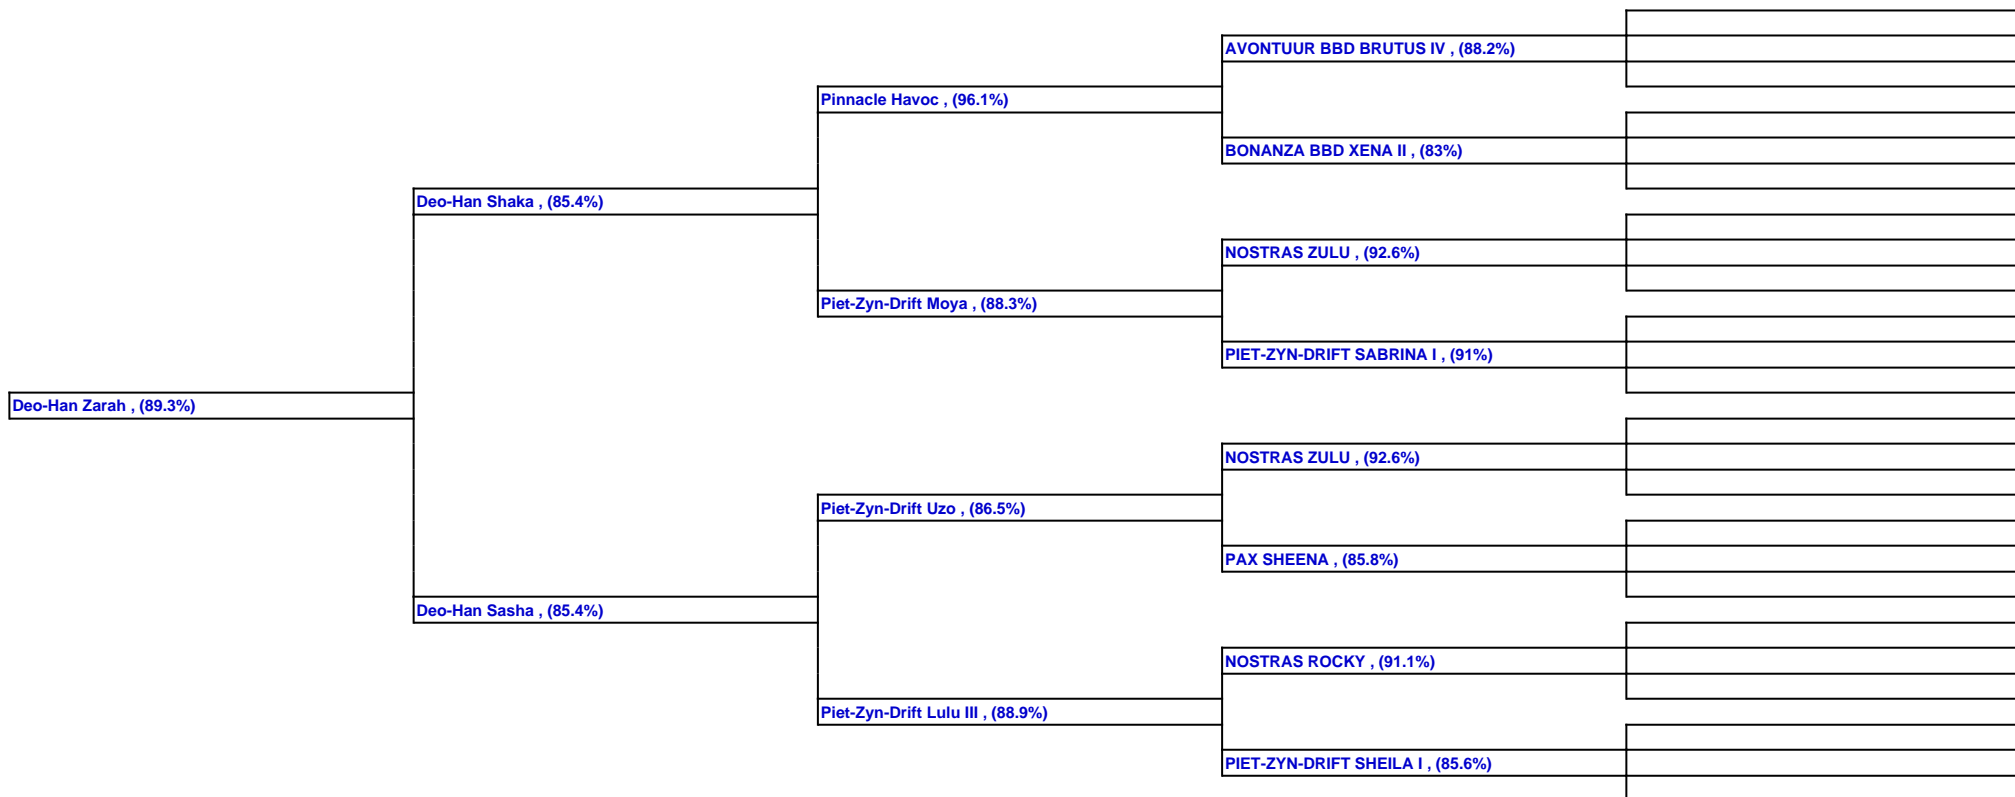 AVONTUUR BBD BRUTUS IV , (88.2%)
Pinnacle Havoc , (96.1%)
BONANZA BBD XENA II , (83%)
Deo-Han Shaka , (85.4%)
NOSTRAS ZULU , (92.6%)
Piet-Zyn-Drift Moya , (88.3%)
PIET-ZYN-DRIFT SABRINA I , (91%)
Deo-Han Zarah , (89.3%)
NOSTRAS ZULU , (92.6%)
Piet-Zyn-Drift Uzo , (86.5%)
PAX SHEENA , (85.8%)
Deo-Han Sasha , (85.4%)
NOSTRAS ROCKY , (91.1%)
Piet-Zyn-Drift Lulu III , (88.9%)
PIET-ZYN-DRIFT SHEILA I , (85.6%)